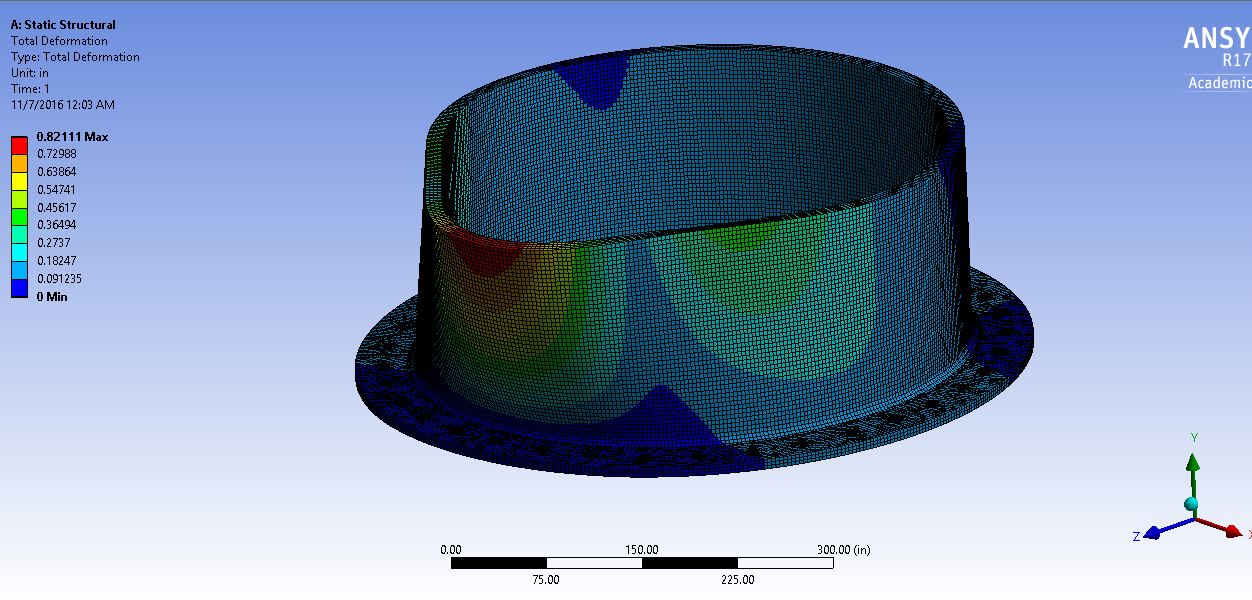 A: Static Structural
Total Deformation
Type: Total Deformation
Unit: in
Time: 1
11/7/2016 12:03 AM
0.82111 Max
0.72988
0.63864
0.54741
0.45617
0.36494
0.2737
0.18247
0.091235
0 Min
ANSY
R17
Academic
0.00
150.00
300.00 (in)
75.00
225.00
Y
Z
X